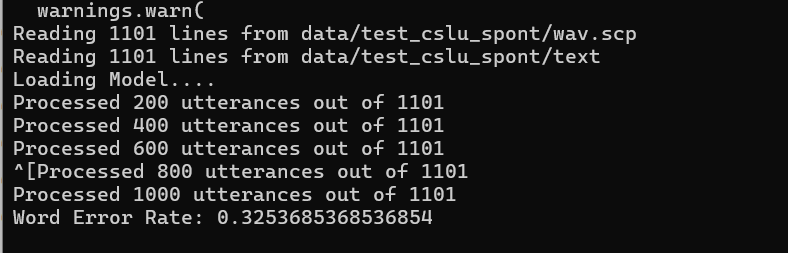 warnings.warn(
Reading 1101 lines from data/test_cslu_spont/wav.scp
Reading 1101 lines from data/test_cslu_spont/text
Loading Model....
Processed 200 utterances out of 1101
Processed 400 utterances out of 1101
Processed 600 utterances out of 1101
^[Processed 800 utterances out of 1101
Processed 1000 utterances out of 1101
Word Error Rate: 0.3253685368536854